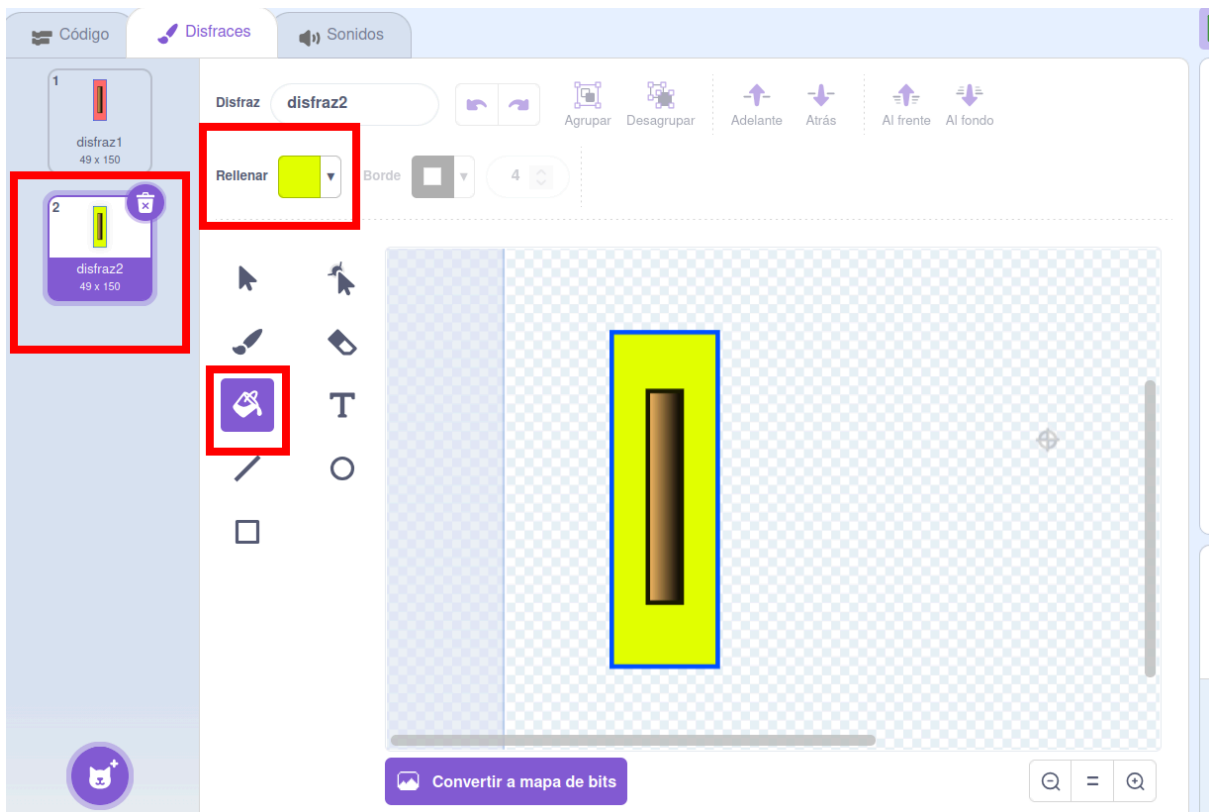 Código
Disfraces
Sonidos
1
disfraz1
49 x 150
2
disfraz2
49 x 150
Disfraz
disfraz2
Agrupar
Desagrupar
Adelante
Atrás
Al frente
Al fondo
Rellenar
Borde
4
T
Convertir a mapa de bits